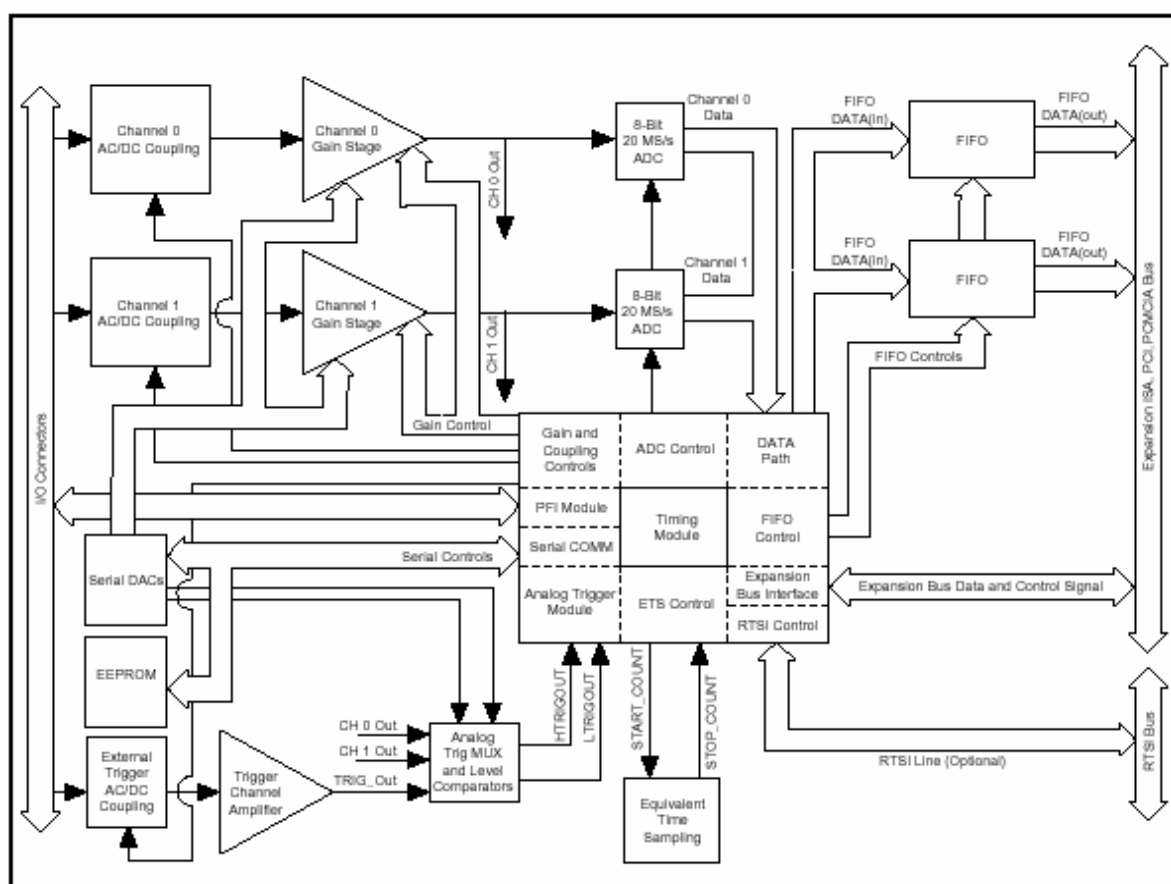 Channel 0
AC/DC Coupling
Channel 0
Gain Stage
CH 0 Out
8-Bit
20 MS/s
ADC
Channel 0
Data
FIFO
DATA(in)
FIFO
FIFO
DATA(out)
Channel 1
AC/DC Coupling
Channel 1
Gain Stage
CH 1 Out
8-Bit
20 MS/s
ADC
Channel 1
Data
FIFO
DATA(in)
FIFO
FIFO
DATA(out)
FIFO Controls
I/O Connectors
Expansion ISA, PCI, PCMCIA Bus
Gain Control
Gain and
Coupling
Controls
ADC Control
DATA
Path
PFI Module
Timing
Module
FIFO
Control
Serial COMM
Serial Controls
Serial DACs
Analog Trigger
Module
ETS Control
Expansion
Bus Interface
RTSI Control
Expansion Bus Data and Control Signal
EEPROM
HTRIGOUT
LTRIGOUT
START_COUNT
STOP_COUNT
RTSI Bus
External
Trigger
AC/DC
Coupling
Trigger
Channel
Amplifier
CH 0 Out
CH 1 Out
TRIG_Out
Analog
Trig MUX
and Level
Comparators
Equivalent
Time
Sampling
RTSI Line (Optional)